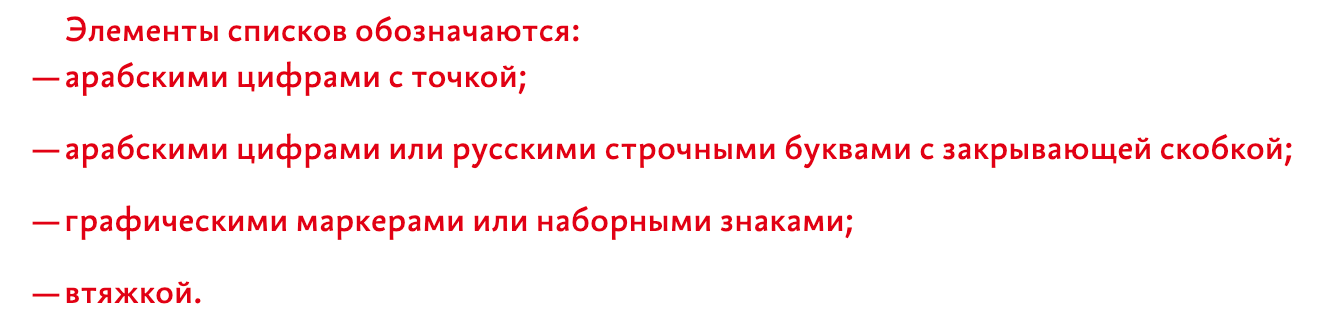 Элементы списков обозначаются:
— арабскими цифрами с точкой;
— арабскими цифрами или русскими строчными буквами с закрывающей скобкой;
— графическими маркерами или наборными знаками;
— втяжкой.